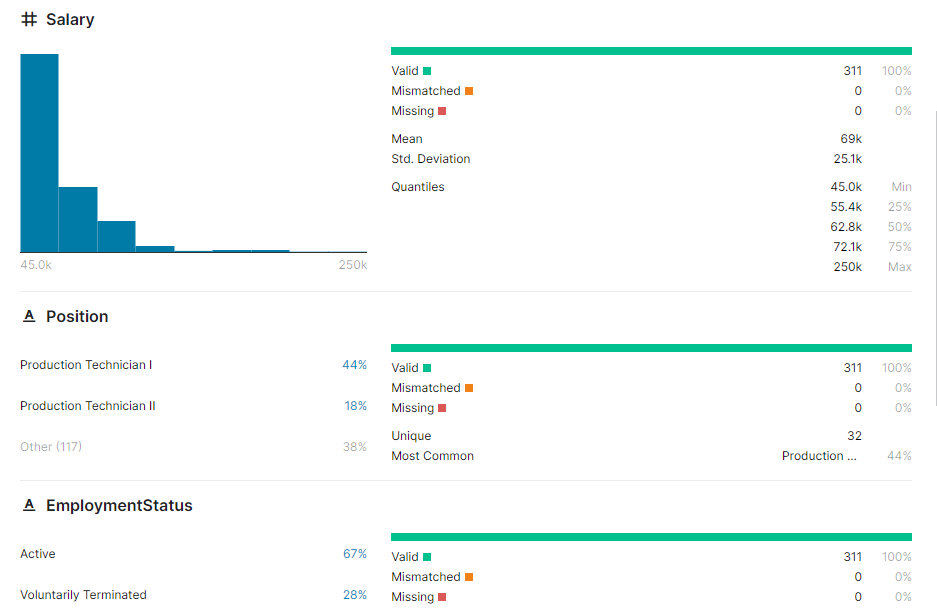 Salary
Valid 311 100%
Mismatched 0 0%
Missing 0 0%
Mean 69k
Std. Deviation 25.1k
Quantiles 45.0k Min
55.4k 25%
62.8k 50%
72.1k 75%
250k Max
45.0k 250k
Position
Production Technician I 44%
Production Technician II 18%
Other (117) 38%
Valid 311 100%
Mismatched 0 0%
Missing 0 0%
Unique 32
Most Common Production ... 44%
EmploymentStatus
Active 67%
Voluntarily Terminated 28%
Valid 311 100%
Mismatched 0 0%
Missing 0 0%